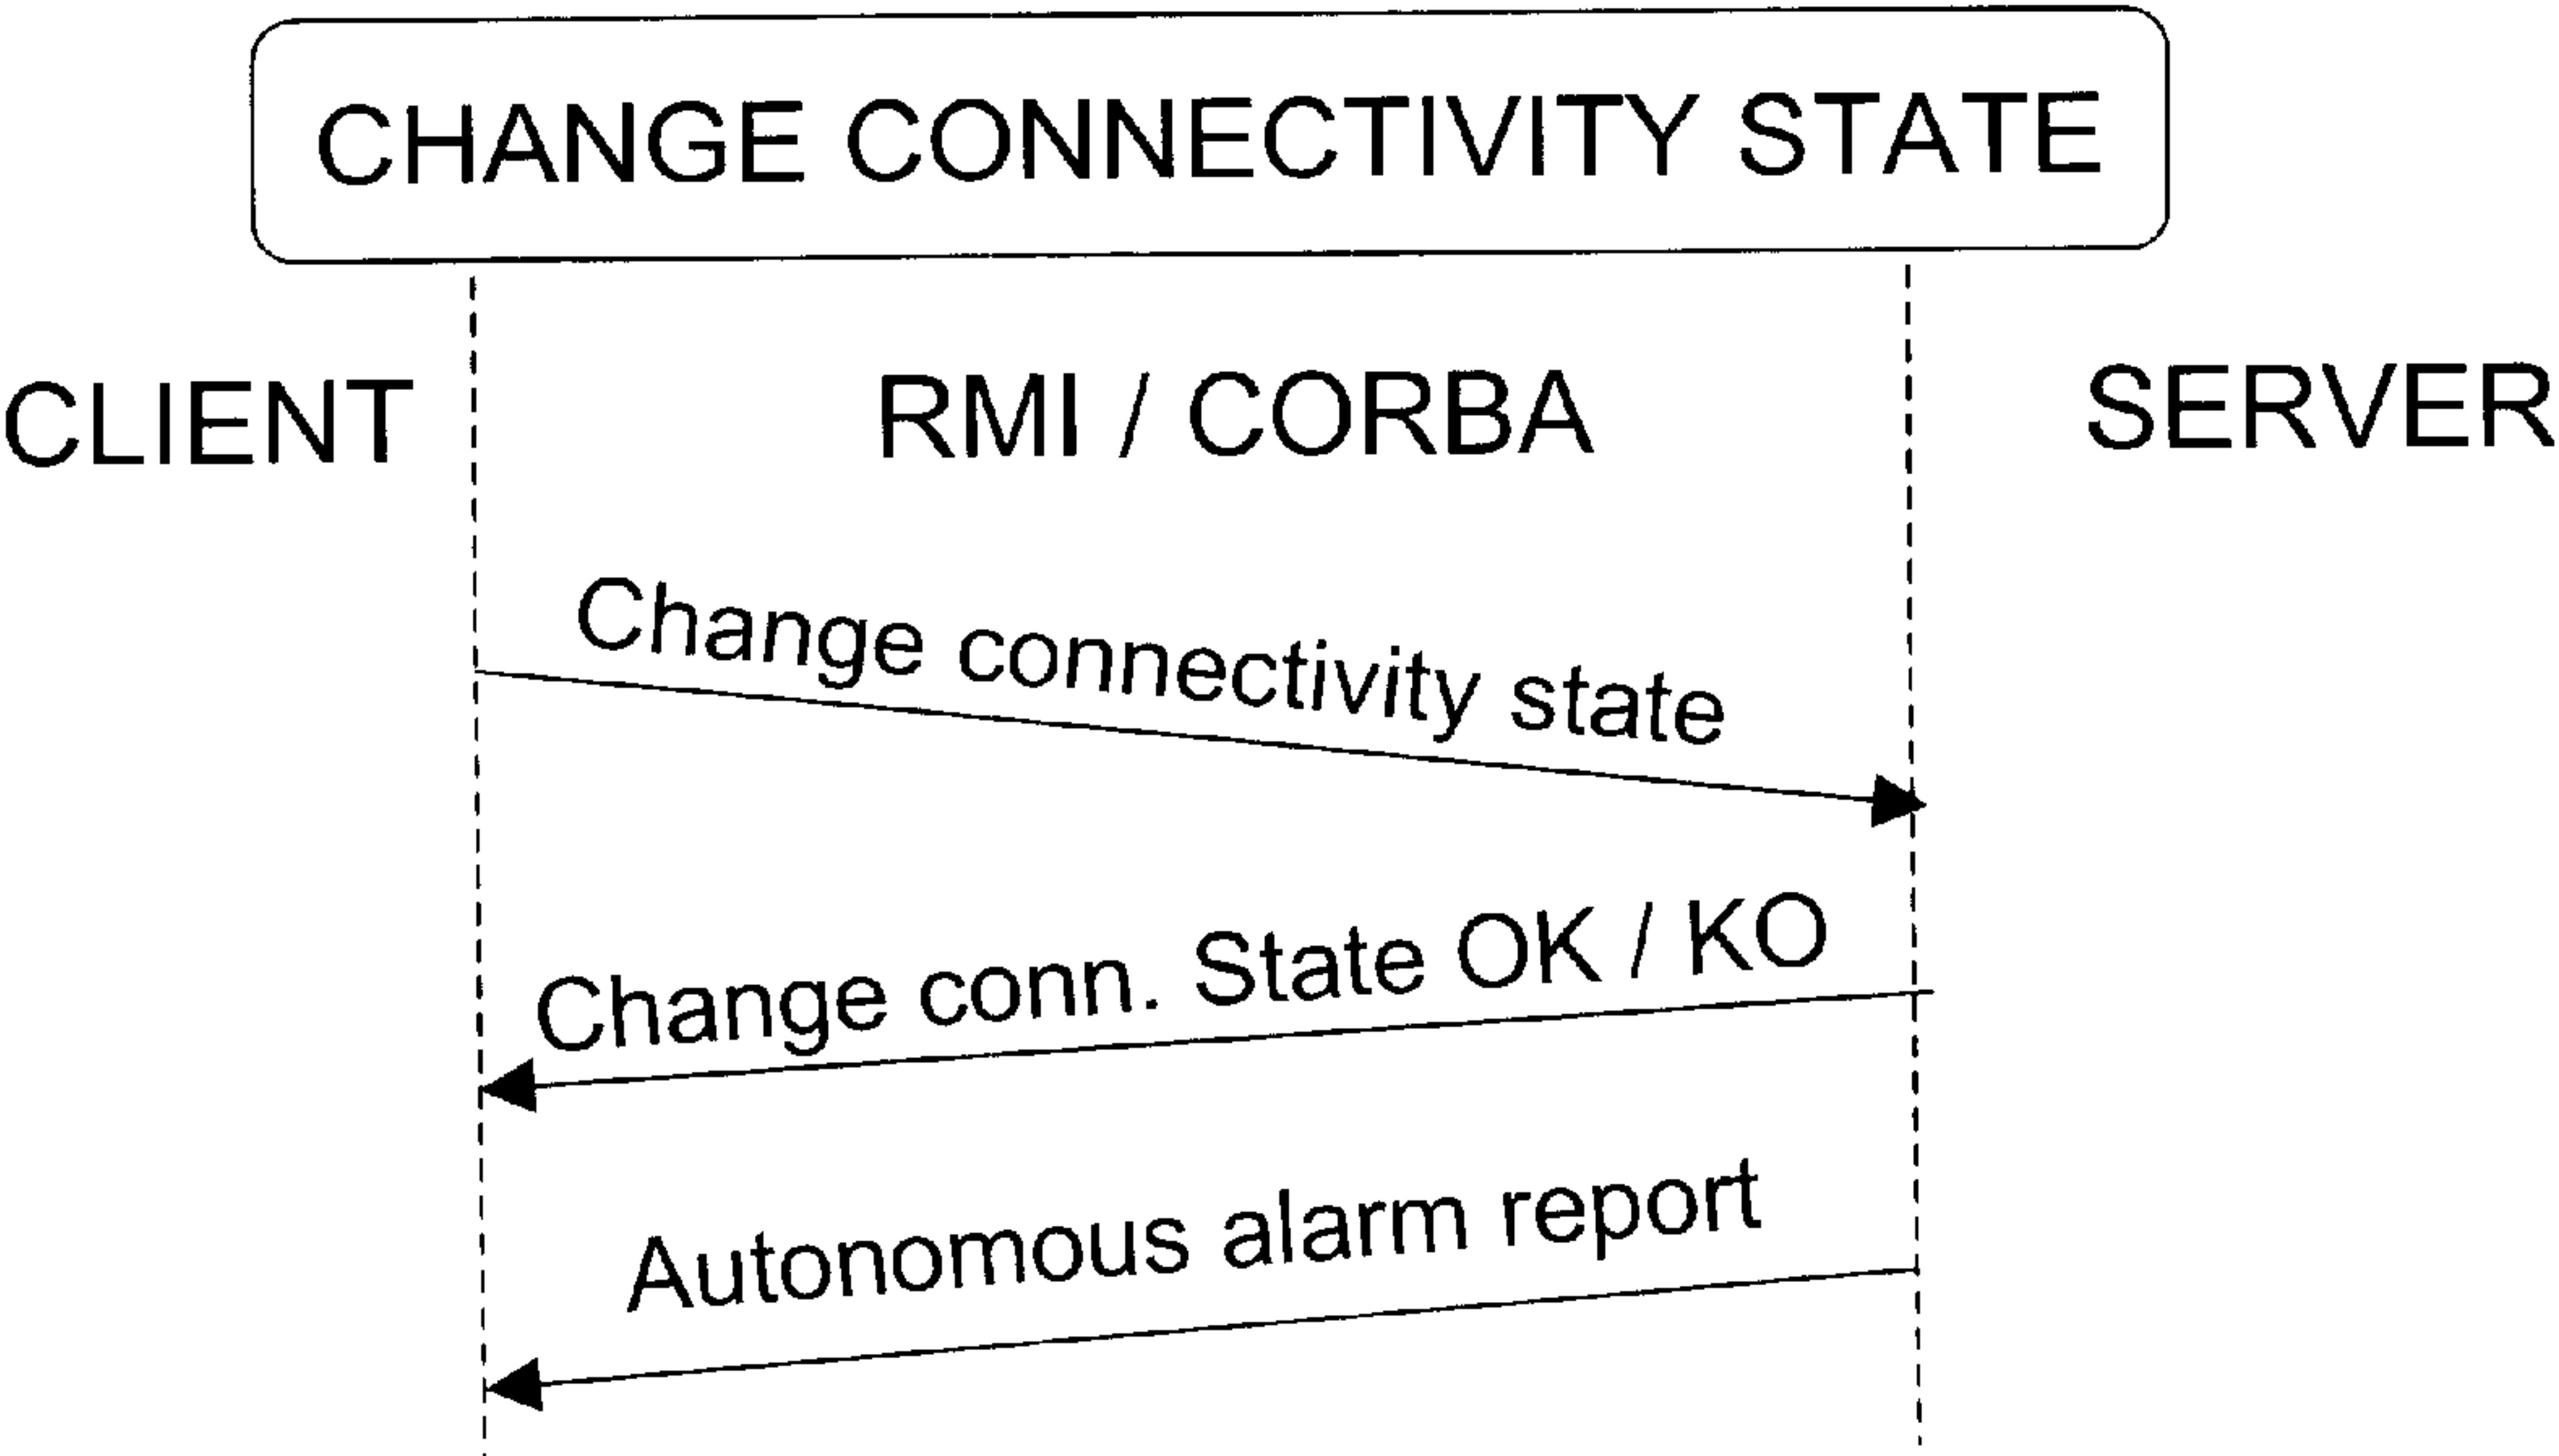 CHANGE CONNECTIVITY STATE
CLIENT RMI / CORBA SERVER
Change connectivity state
Change conn. State OK / KO
Autonomous alarm report